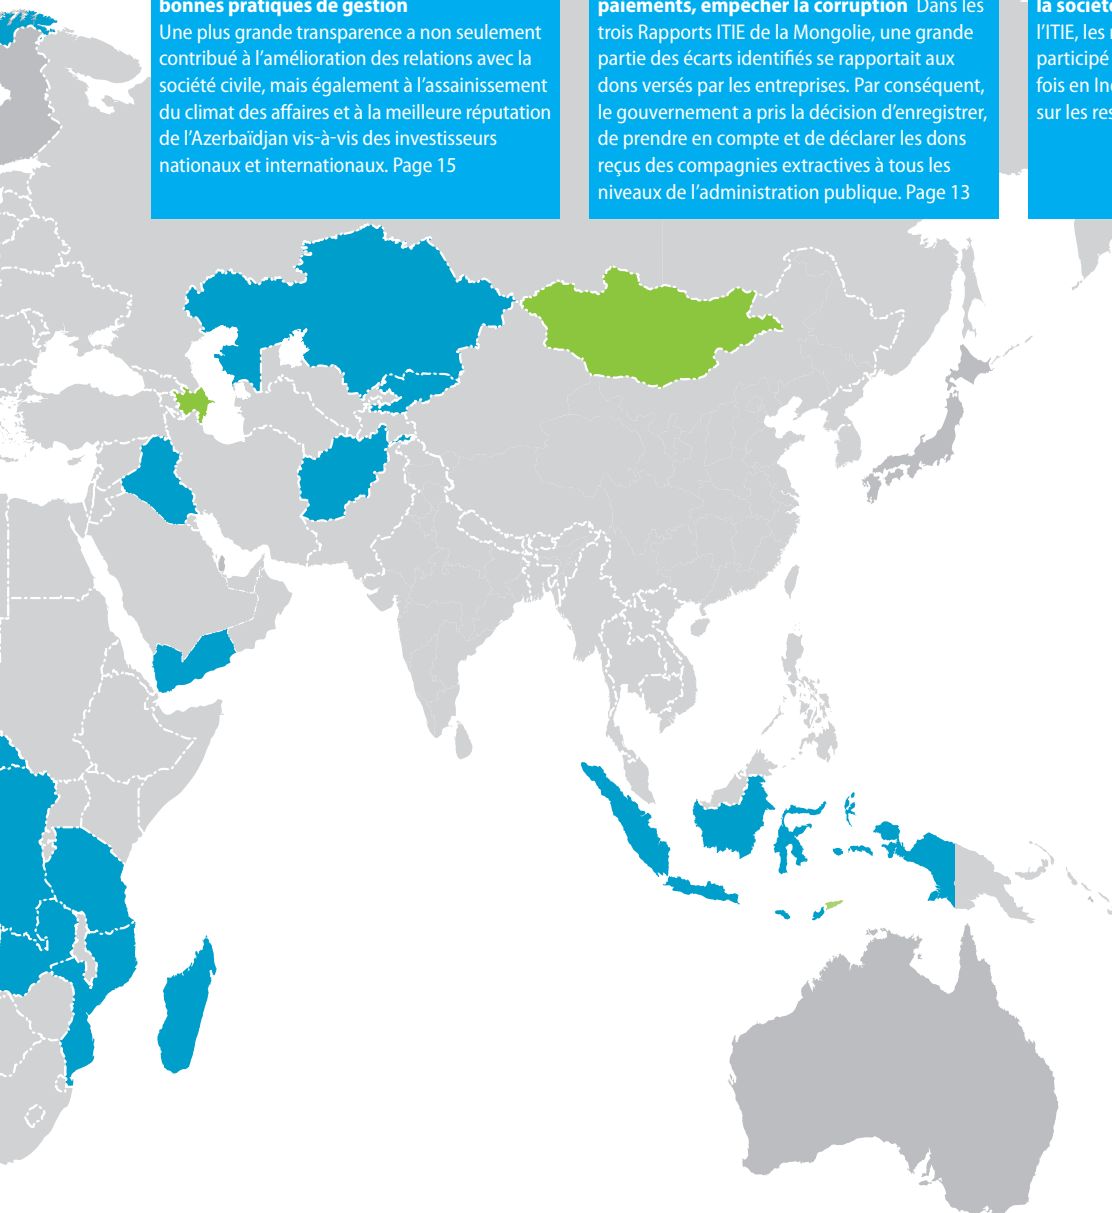 bonnes pratiques de gestion
Une plus grande transparence a non seulement
contribué à l’amélioration des relations avec la
société civile, mais également à l’assainissement
du climat des affaires et à la meilleure réputation
de l’Azerbaïdjan vis-à-vis des investisseurs
nationaux et internationaux. Page 15
paiements, empêcher la corruption Dans les
trois Rapports ITIE de la Mongolie, une grande
partie des écarts identifiés se rapportait aux
dons versés par les entreprises. Par conséquent,
le gouvernement a pris la décision d’enregistrer,
de prendre en compte et de déclarer les dons
reçus des compagnies extractives à tous les
niveaux de l’administration publique. Page 13
la société
l’ITIE, les
participé
fois en
sur les